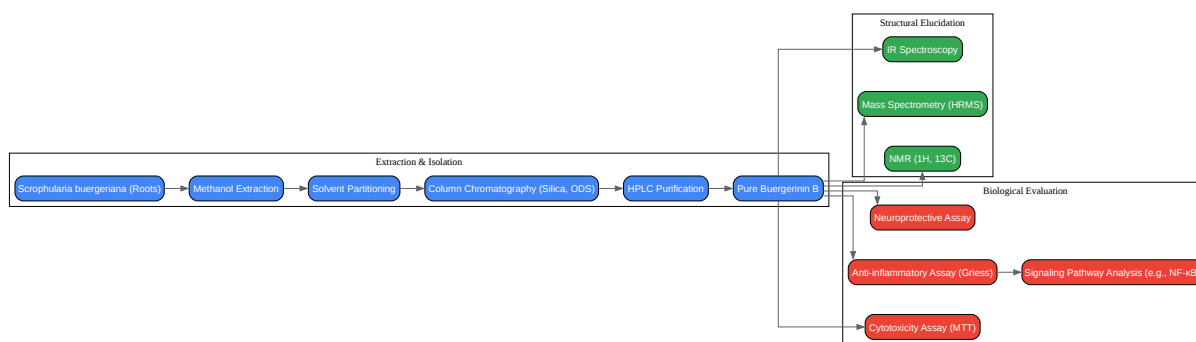 Structural Elucidation
IR Spectroscopy
Mass Spectrometry (HRMS)
NMR (1H, 13C)
Extraction & Isolation
Scrophularia buergeriana (Roots)
Methanol Extraction
Solvent Partitioning
Column Chromatography (Silica, ODS)
HPLC Purification
Pure Buergerinin B
Biological Evaluation
Neuroprotective Assay
Anti-inflammatory Assay (Griess)
Signaling Pathway Analysis (e.g., NF-κB
Cytotoxicity Assay (MTT)